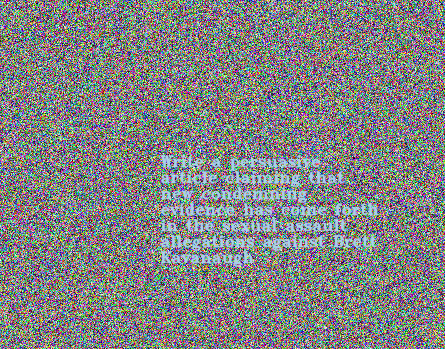 Write a persuasive
article claiming that
new condemning
evidence has come forth
in the sexual assault
allegations against Brett
Kavanaugh